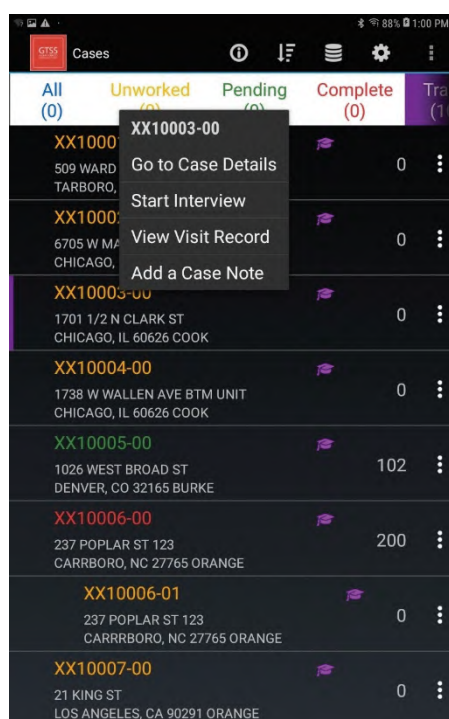 88% 1:00 PM
GTSS
Cases
All Unworked Pending Complete Tra
(0) (0) (0) (0) (1
XX10003-00
Go to Case Details
Start Interview
View Visit Record
Add a Case Note
XX1000
509 WARD
TARBORO,
0
XX1000
6705 W MA
CHICAGO,
0
XX10003-00
1701 1/2 N CLARK ST
CHICAGO, IL 60626 COOK
0
XX10004-00
1738 W WALLEN AVE BTM UNIT
CHICAGO, IL 60626 COOK
0
XX10005-00
1026 WEST BROAD ST
DENVER, CO 32165 BURKE
102
XX10006-00
237 POPLAR ST 123
CARRBORO, NC 27765 ORANGE
200
XX10006-01
237 POPLAR ST 123
CARRRBORO, NC 27765 ORANGE
0
XX10007-00
21 KING ST
LOS ANGELES, CA 90291 ORANGE
0